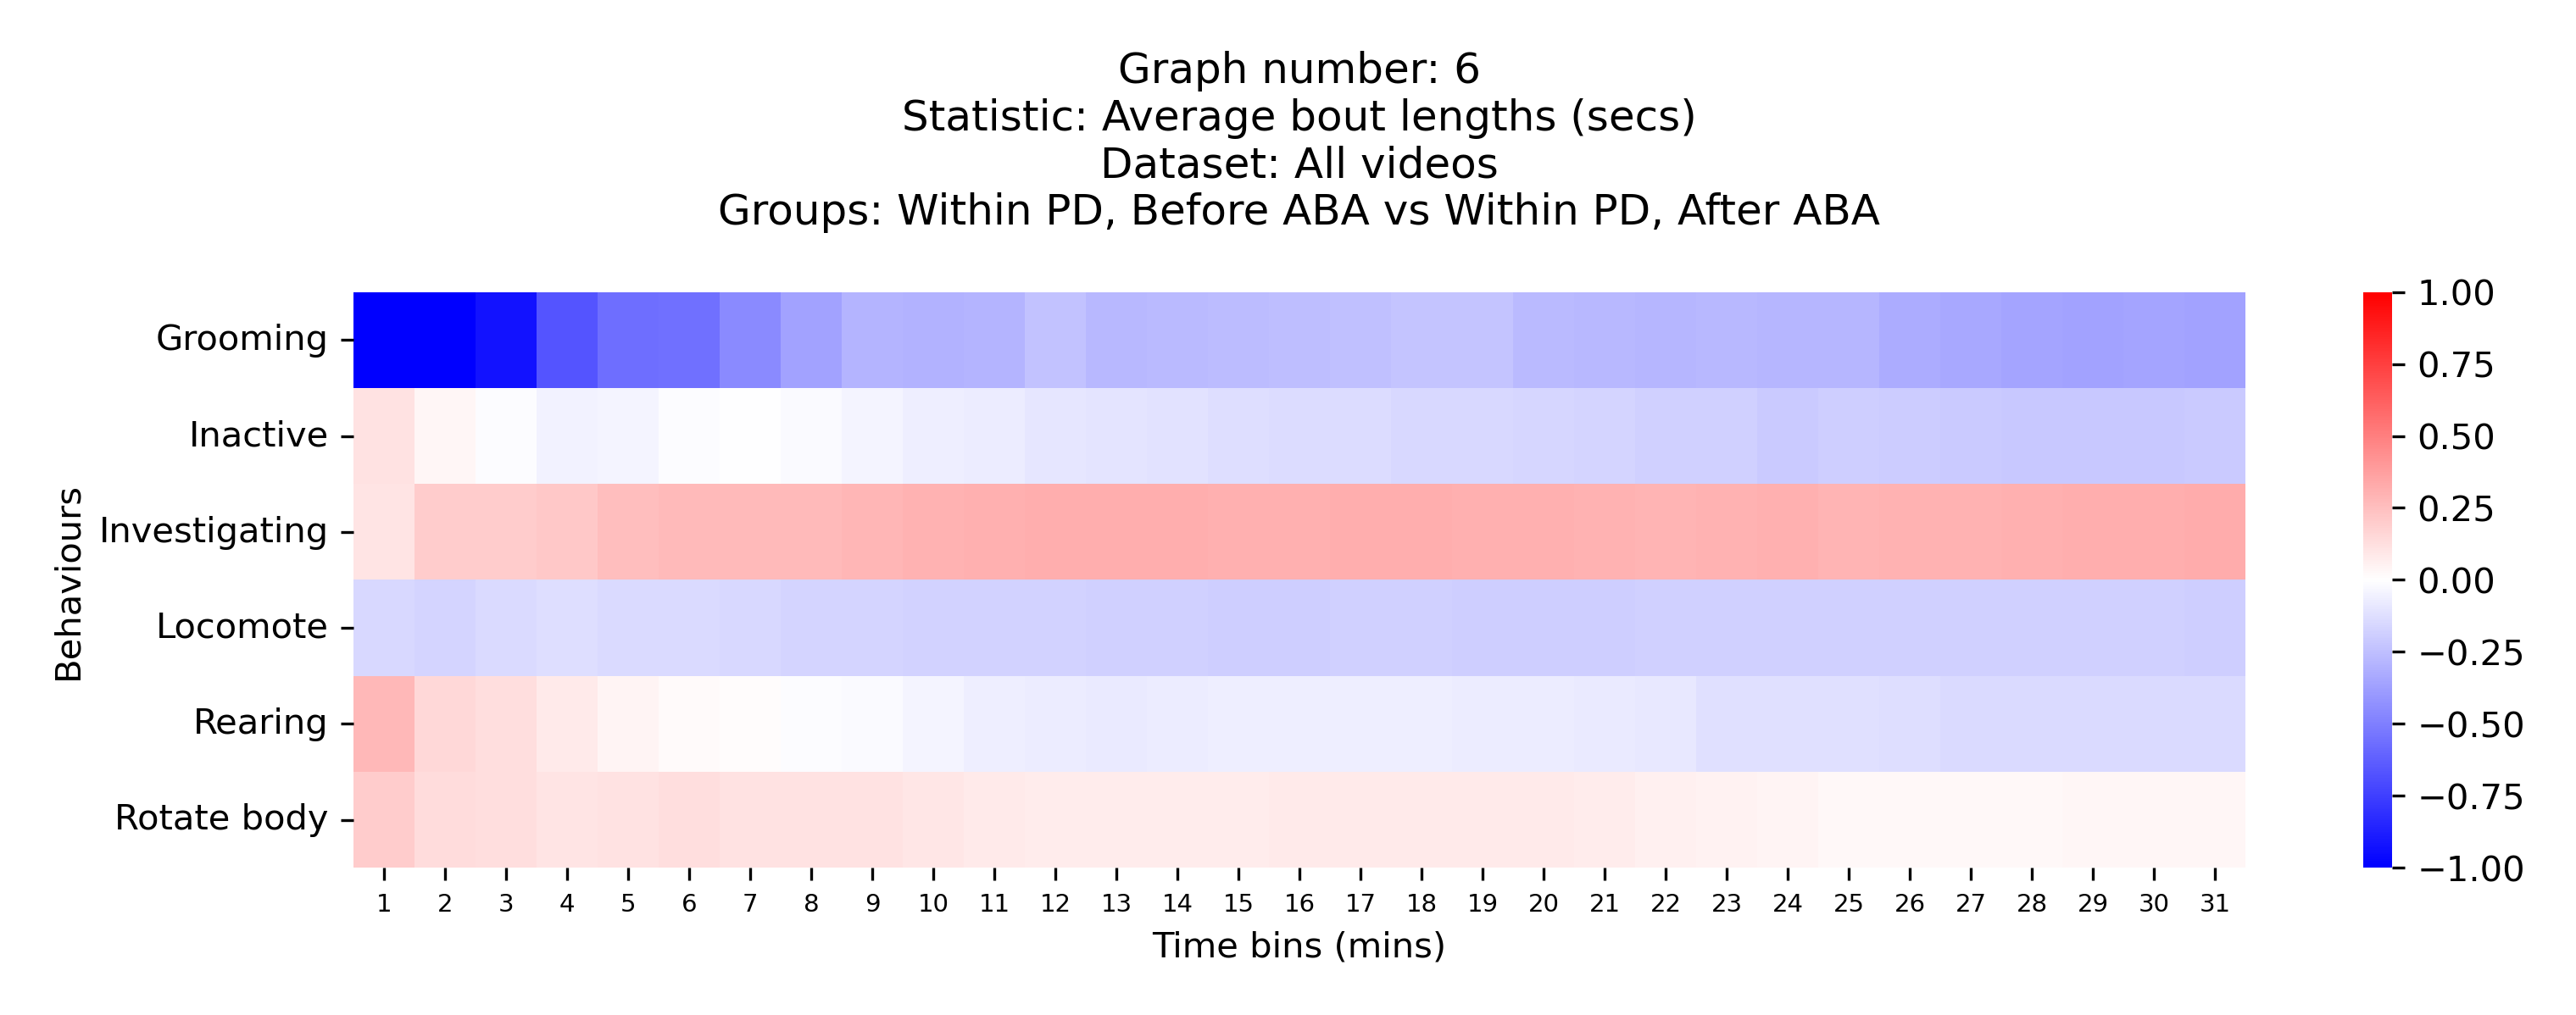 Graph number: 6
Statistic: Average bout lengths (secs)
Dataset: All videos
Groups: Within PD, Before ABA vs Within PD, After ABA
Behaviours
Grooming
Inactive
Investigating
Locomote
Rearing
Rotate body
1 2 3 4 5 6 7 8 9 10 11 12 13 14 15 16 17 18 19 20 21 22 23 24 25 26 27 28 29 30 31
Time bins (mins)
1.00
0.75
0.50
0.25
0.00
−0.25
−0.50
−0.75
−1.00